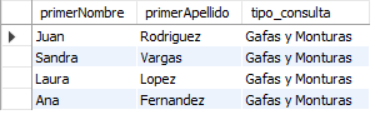 primerNombre primerApellido tipo_consulta
Juan Rodriguez Gafas y Monturas
Sandra Vargas Gafas y Monturas
Laura Lopez Gafas y Monturas
Ana Fernandez Gafas y Monturas